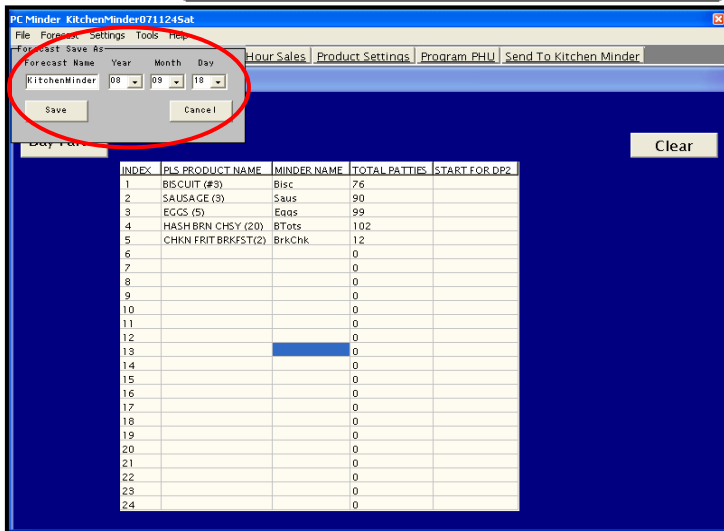 PC Minder KitchenMinder071124Sat
File Forecast Settings Tools Help
Forecast Save As
Forecast Name Year Month Day
KitchenMinder 08 09 18
Save Cancel
Hour Sales Product Settings Program PHU Send To Kitchen Minder
Clear
INDEX PLS PRODUCT NAME MINDER NAME TOTAL PATTIES START FOR DP2
1 BISCUIT (#3) Bisc 76
2 SAUSAGE (3) Saus 90
3 EGGS (5) Eggs 99
4 HASH BRN CHSY (20) BTots 102
5 CHKN FRIT BRKFST(2) BrkChk 12
6 0
7 0
8 0
9 0
10 0
11 0
12 0
13 0
14 0
15 0
16 0
17 0
18 0
19 0
20 0
21 0
22 0
23 0
24 0